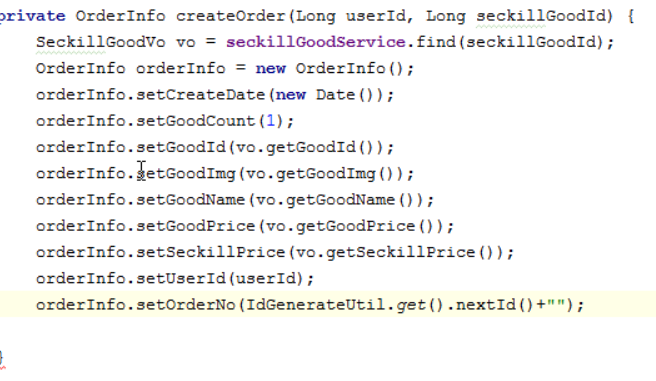 private OrderInfo createOrder(Long userId, Long seckillGoodId) {
SeckillGoodVo vo = seckillGoodService.find(seckillGoodId);
OrderInfo orderInfo = new OrderInfo();
orderInfo.setCreateDate(new Date());
orderInfo.setGoodCount(1);
orderInfo.setGoodId(vo.getGoodId());
orderInfo.setGoodImg(vo.getGoodImg());
orderInfo.setGoodName(vo.getGoodName());
orderInfo.setGoodPrice(vo.getGoodPrice());
orderInfo.setSeckillPrice(vo.getSeckillPrice());
orderInfo.setUserId(userId);
orderInfo.setOrderNo(IdGenerateUtil.get().nextId()+"");
}